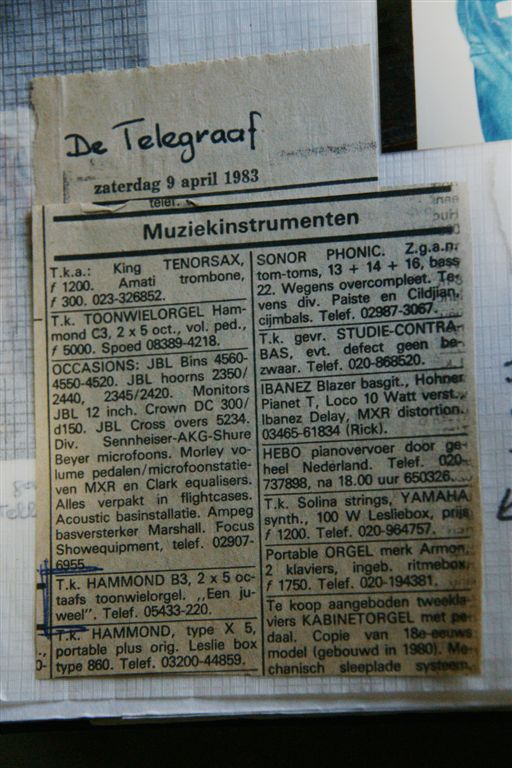 De Telegraaf
zaterdag 9 april 1983
telef.
Muziekinstrumenten
T.k.a.: King TENORSAX,
f 1200. Amati trombone,
f 300. 023-326852.
T.k. TOONWIELORGEL Ham-
mond C3, 2 x 5 oct., vol. ped.,
f 5000. Spoed 08389-4218.
OCCASIONS: JBL Bins 4560-
4550-4520. JBL hoorns 2350/
2440, 2345/2420. Monitors
JBL 12 inch. Crown DC 300/
d150. JBL Cross overs 5234.
Div. Sennheiser-AKG-Shure
Beyer microfoons. Morley vo-
lume pedalen/microfoonstatie-
ven MXR en Clark equalisers.
Alles verpakt in flightcases.
Acoustic basinstallatie. Ampeg
basversterker Marshall. Focus
Showequipment, telef. 02907-
6955.
T.k. HAMMOND B3, 2 x 5 oc-
taafs toonwielorgel. „Een ju-
weel". Telef. 05433-220.
T.k. HAMMOND, type X 5,
portable plus orig. Leslie box
type 860. Telef. 03200-44859.
SONOR PHONIC. Z.g.a.n.
tom-toms, 13 + 14 + 16, bass
22. Wegens overcompleet. Te-
vens div. Paiste en Cildjian,
cijmbals. Telef. 02987-3067.
T.k. gevr. STUDIE-CONTRA-
BAS, evt. defect geen be-
zwaar. Telef. 020-868520.
IBANEZ Blazer basgit., Hohner
Pianet T, Loco 10 Watt verst.,
Ibanez Delay, MXR distortion.
03465-61834 (Rick).
HEBO pianovervoer door ge-
heel Nederland. Telef. 020-
737898, na 18.00 uur 650326.
T.k. Solina strings, YAMAHA
synth., 100 W Lesliebox, prijs
f 1200. Telef. 020-964757.
Portable ORGEL merk Armon,
2 klaviers, ingeb. ritmebox,
f 1750. Telef. 020-194381.
Te koop aangeboden tweekla-
viers KABINETORGEL met pe-
daal. Copie van 18e-eeuws
model (gebouwd in 1980). Me-
chanisch sleeplade systeem,